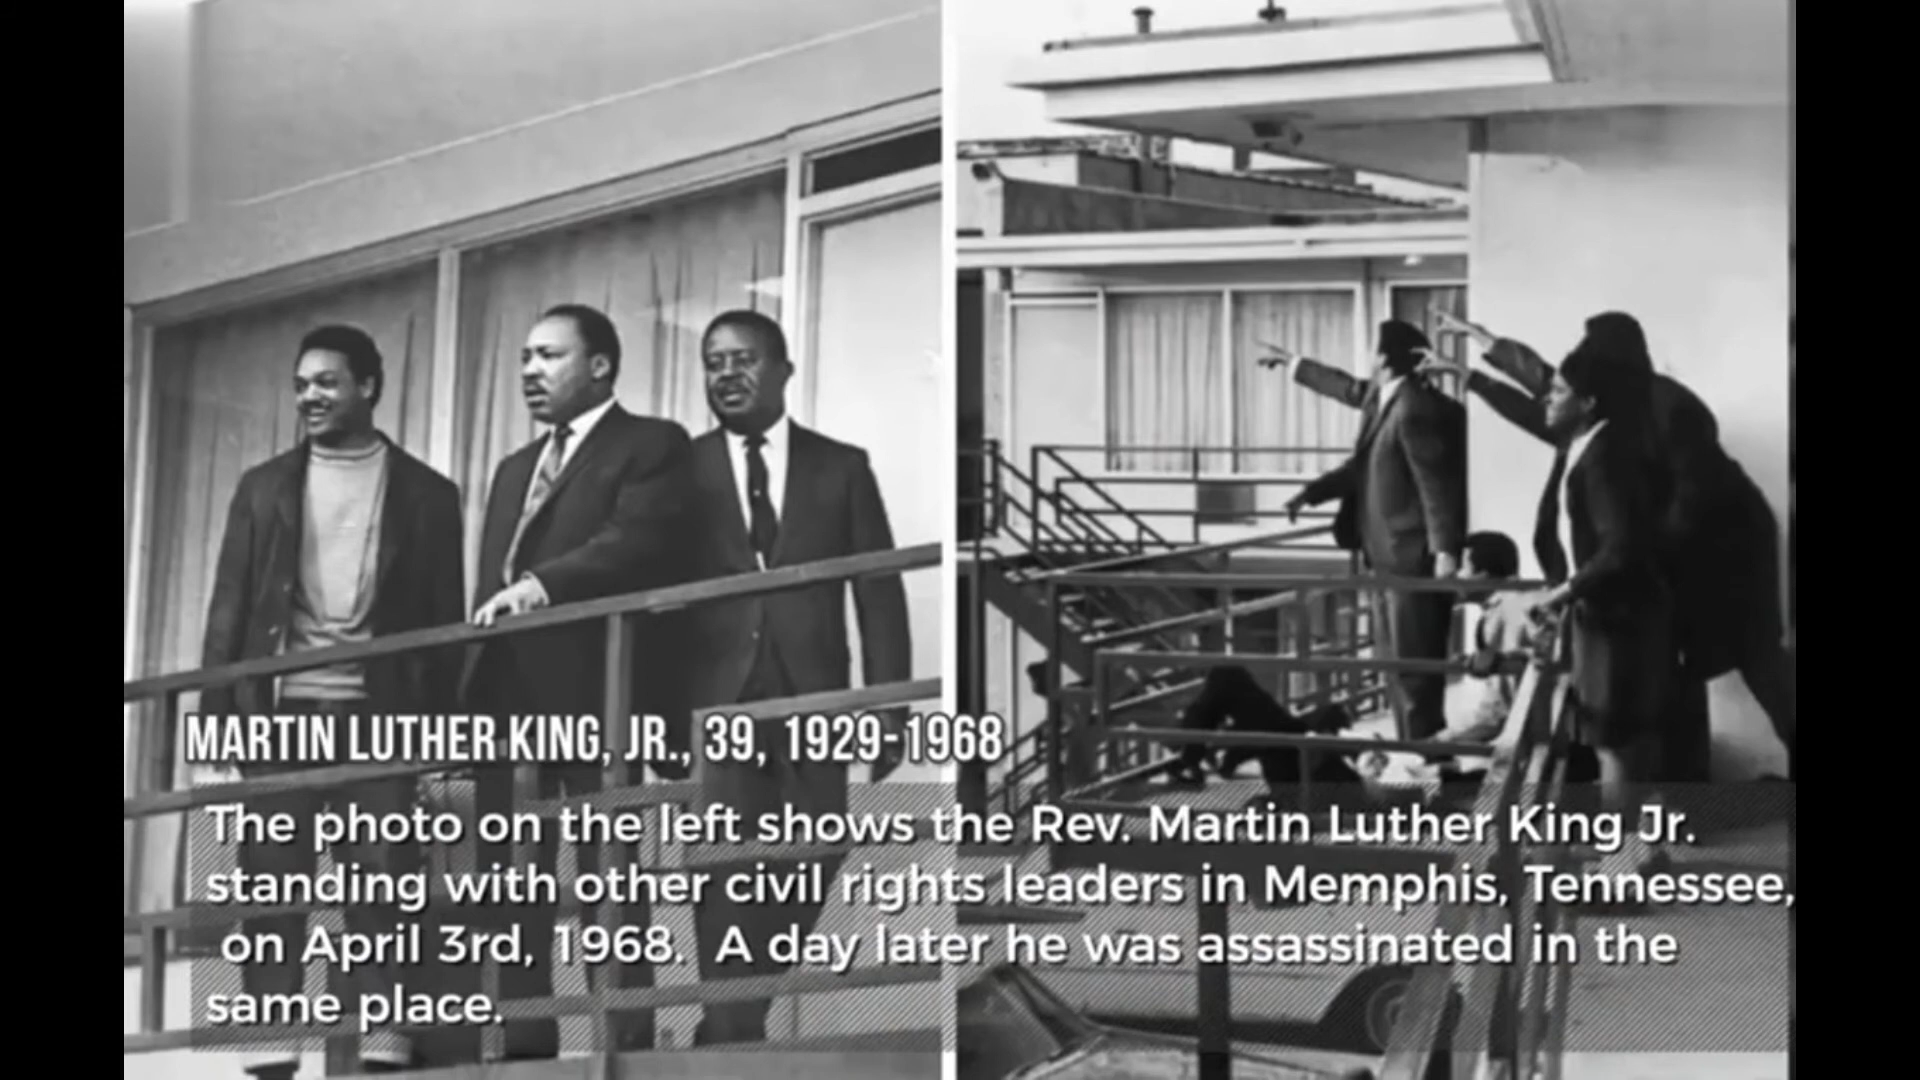 MARTIN LUTHER KING, JR., 39, 1929-1968
The photo on the left shows the Rev. Martin Luther King Jr.
standing with other civil rights leaders in Memphis, Tennessee,
on April 3rd, 1968. A day later he was assassinated in the
same place.